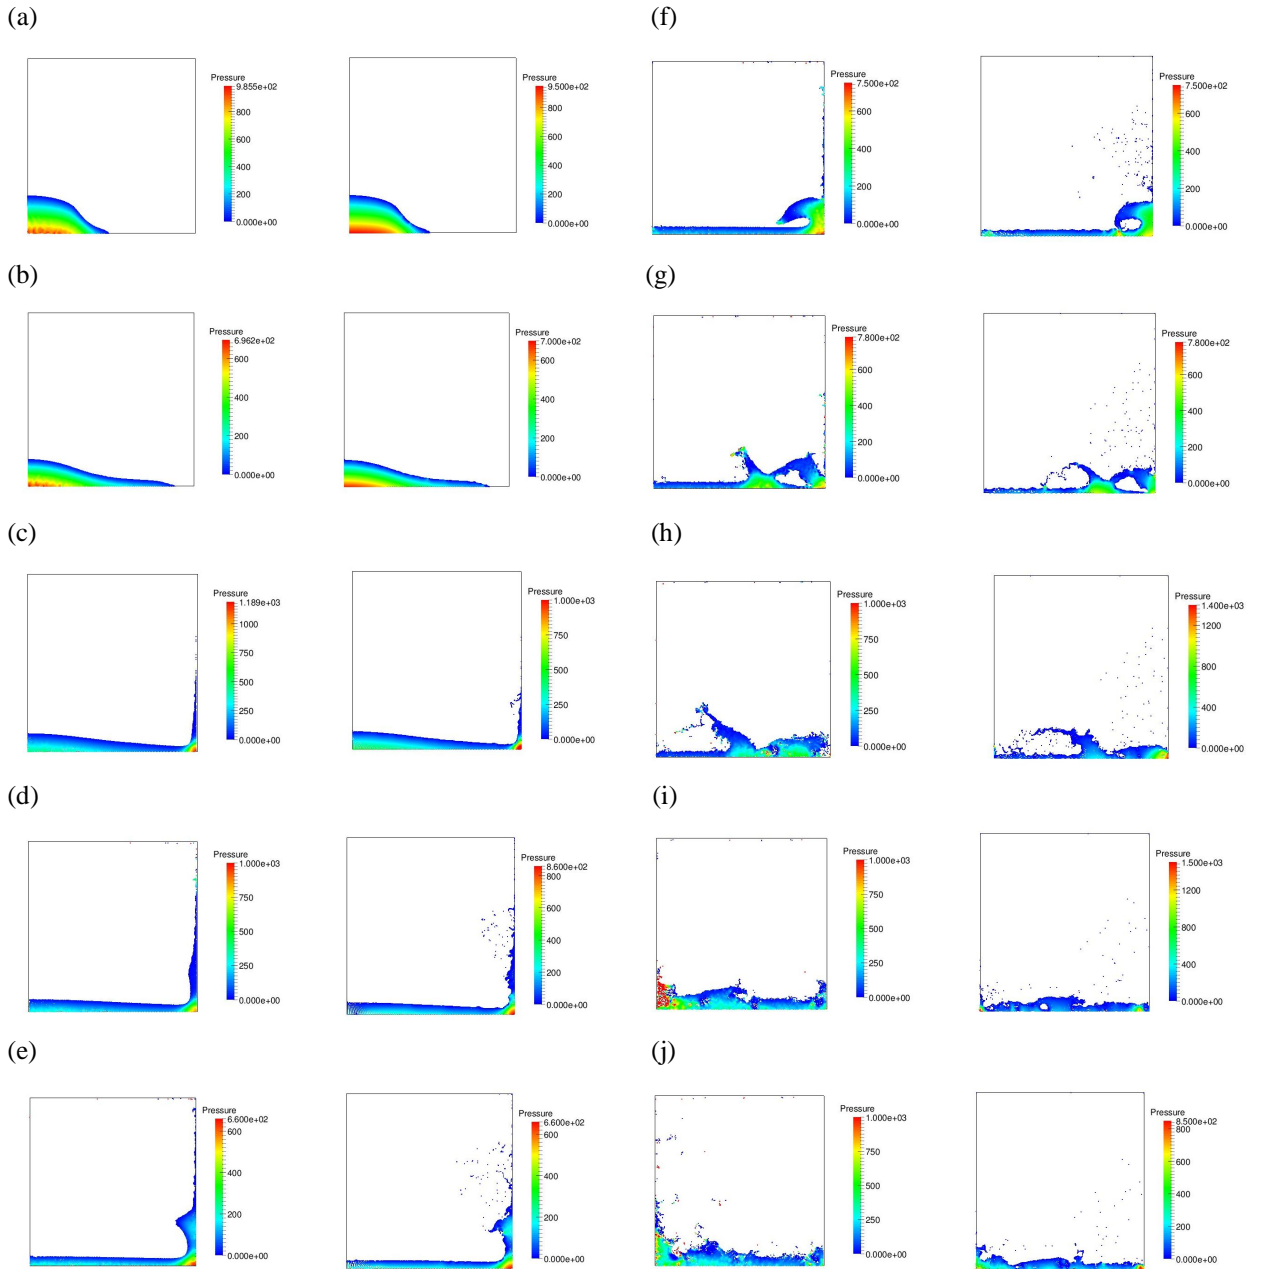 (a)
Pressure
9.855e+02
800
600
400
200
0.000e+00
Pressure
9.500e+02
800
600
400
200
0.000e+00
(f)
Pressure
7.500e+02
600
400
200
0.000e+00
Pressure
7.500e+02
600
400
200
0.000e+00
(b)
Pressure
6.962e+02
600
400
200
0.000e+00
Pressure
7.000e+02
600
400
200
0.000e+00
(g)
Pressure
7.800e+02
600
400
200
0.000e+00
Pressure
7.800e+02
600
400
200
0.000e+00
(c)
Pressure
1.189e+03
1000
750
500
250
0.000e+00
Pressure
1.000e+03
750
500
250
0.000e+00
(h)
Pressure
1.000e+03
750
500
250
0.000e+00
Pressure
1.400e+03
1200
800
400
0.000e+00
(d)
Pressure
1.000e+03
750
500
250
0.000e+00
Pressure
8.600e+02
800
600
400
200
0.000e+00
(i)
Pressure
1.000e+03
750
500
250
0.000e+00
Pressure
1.500e+03
1200
800
400
0.000e+00
(e)
Pressure
6.600e+02
600
400
200
0.000e+00
Pressure
6.600e+02
600
400
200
0.000e+00
(j)
Pressure
1.000e+03
750
500
250
0.000e+00
Pressure
8.500e+02
800
600
400
200
0.000e+00